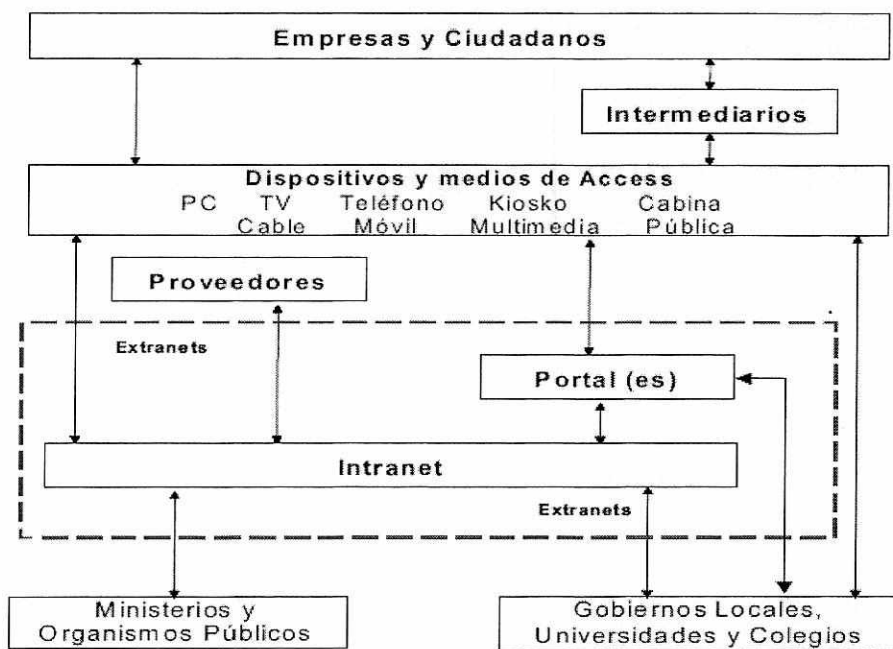 Empresas y Ciudadanos
Intermediarios
Dispositivos y medios de Access
PC TV Teléfono Kiosko Cabina
Cable Móvil Multimedia Pública
Proveedores
Extranets
Portal (es)
Intranet
Extranets
Ministerios y
Organismos Públicos
Gobiernos Locales,
Universidades y Colegios